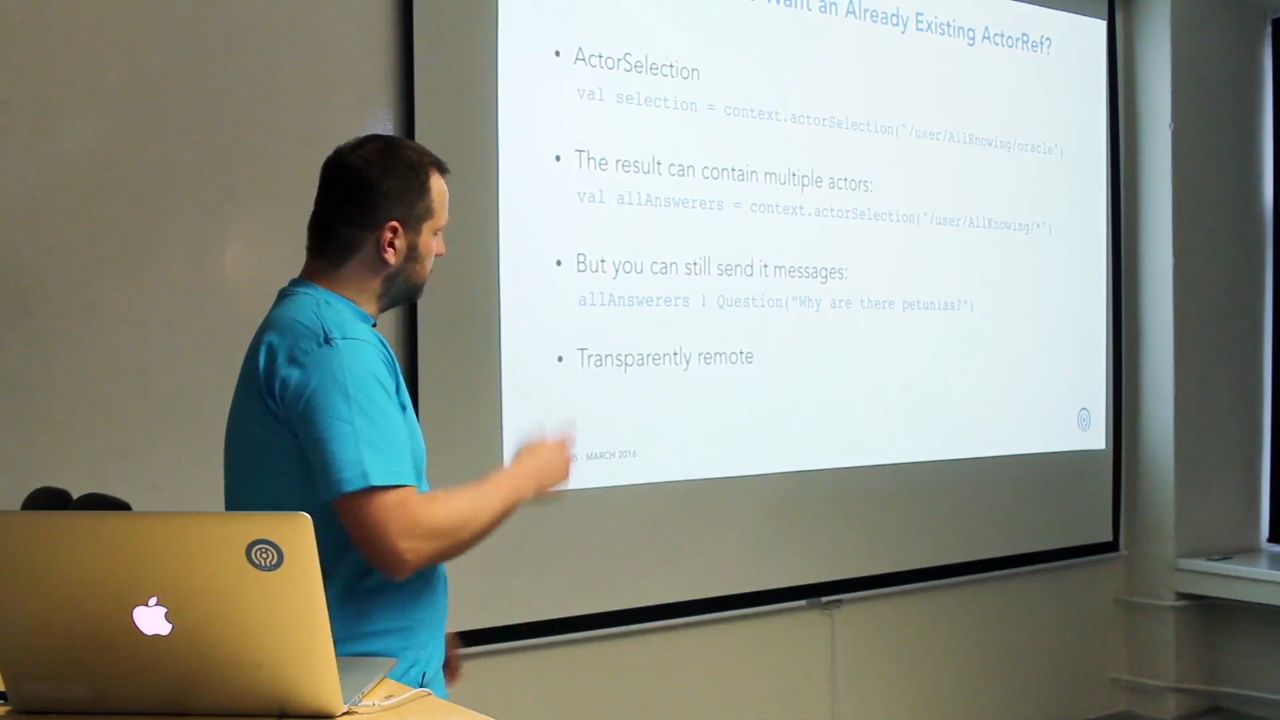 Want an Already Existing ActorRef?
• ActorSelection
val selection = context.actorSelection("/user/AllKnowing/oracle")
• The result can contain multiple actors:
val allAnswerers = context.actorSelection("/user/AllKnowing/*")
• But you can still send it messages:
allAnswerers ! Question("Why are there petunias?")
• Transparently remote
- MARCH 2016